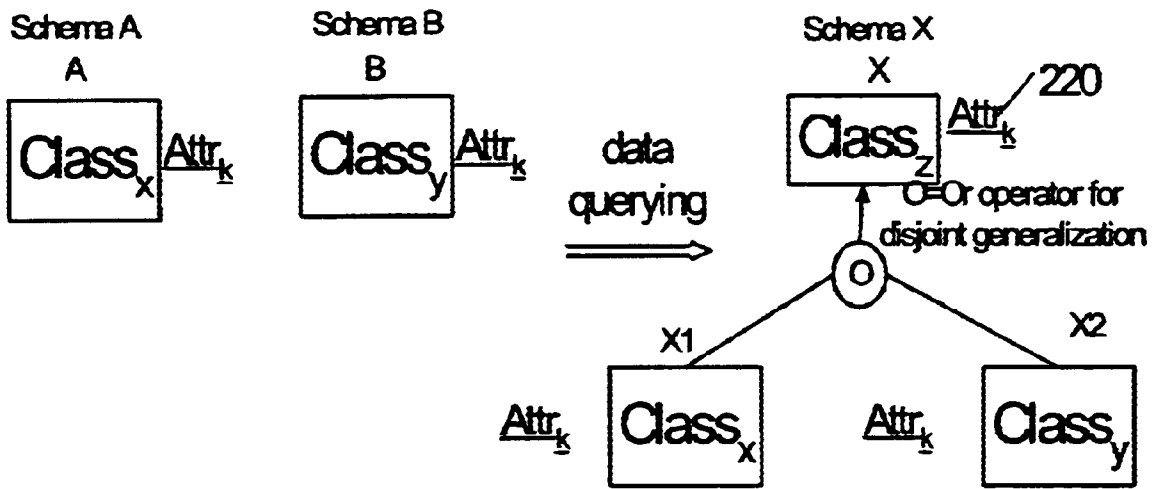 Schema A
A
Class x
Attr k
Schema B
B
Class y
Attr k
data
querying
Schema X
X
Class z
Attr k
220
O=Or operator for
disjoint generalization
O
X1
Attr k
Class x
X2
Attr k
Class y